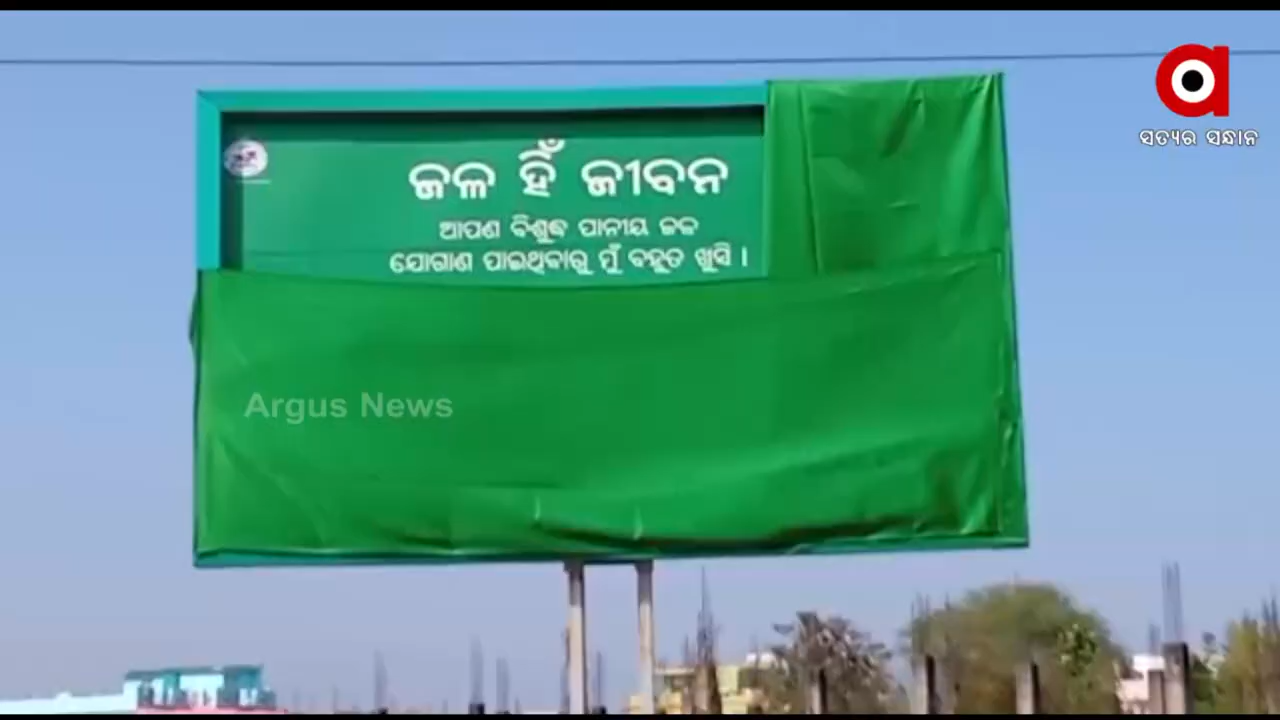 ସତ୍ୟର ସନ୍ଧାନ
ଜଳ ହିଁ ଜୀବନ
ଆପଣ ବିଶୁଦ୍ଧ ପାନୀୟ ଜଳ
ଯୋଗାଣ ପାଇଥିବାରୁ ମୁଁ ବହୁତ ଖୁସି ।
Argus News